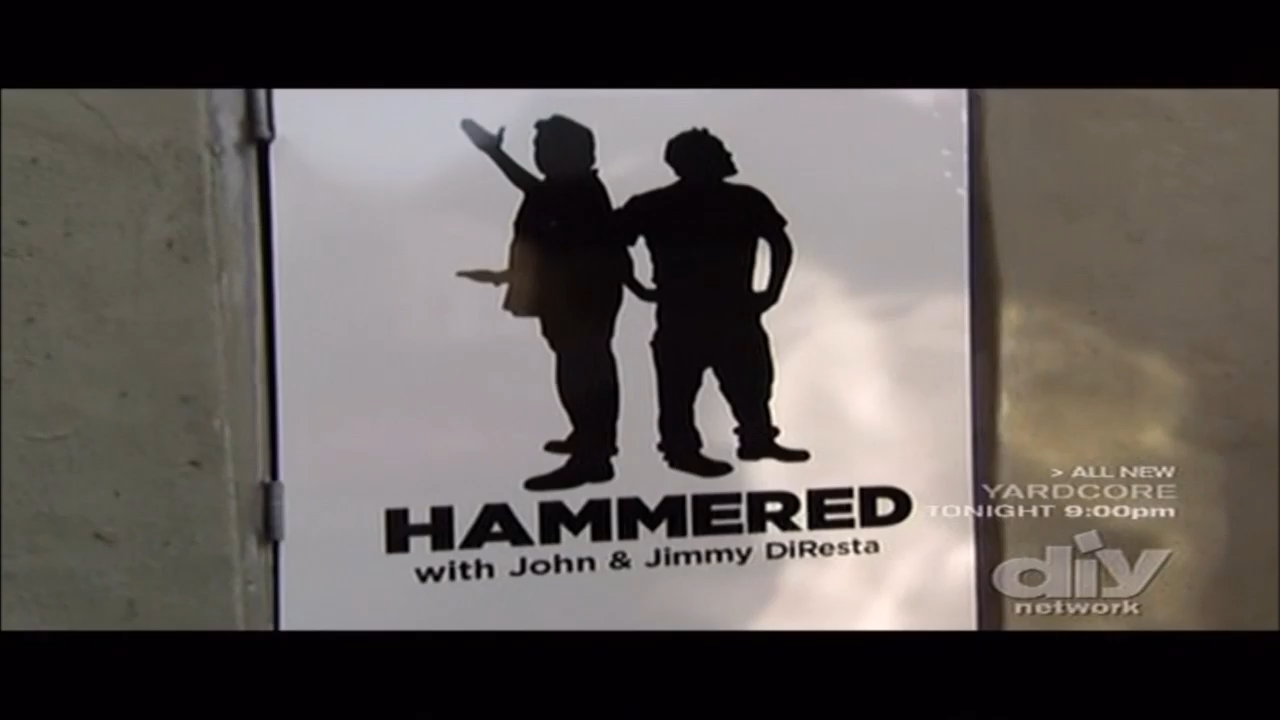 HAMMERED
with John & Jimmy DiResta
> ALL NEW
YARDCORE
TONIGHT 9:00pm
diy
network